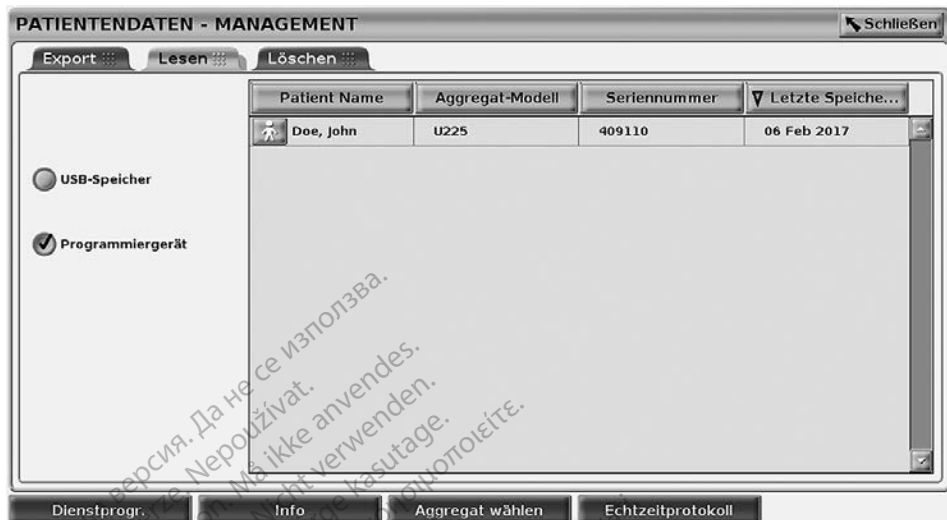 PATIENTENDATEN - MANAGEMENT
Schließen
Export
Lesen
Löschen
Patient Name
Aggregat-Modell
Seriennummer
Letzte Speiche...
Doe, John
U225
409110
06 Feb 2017
USB-Speicher
Programmiergerät
версия. Да не се използва.
Nepoužívat.
Må ikke anvendes.
Nicht verwenden.
kasutage.
Dienstprogr.
Info
Aggregat wählen
Echtzeitprotokoll